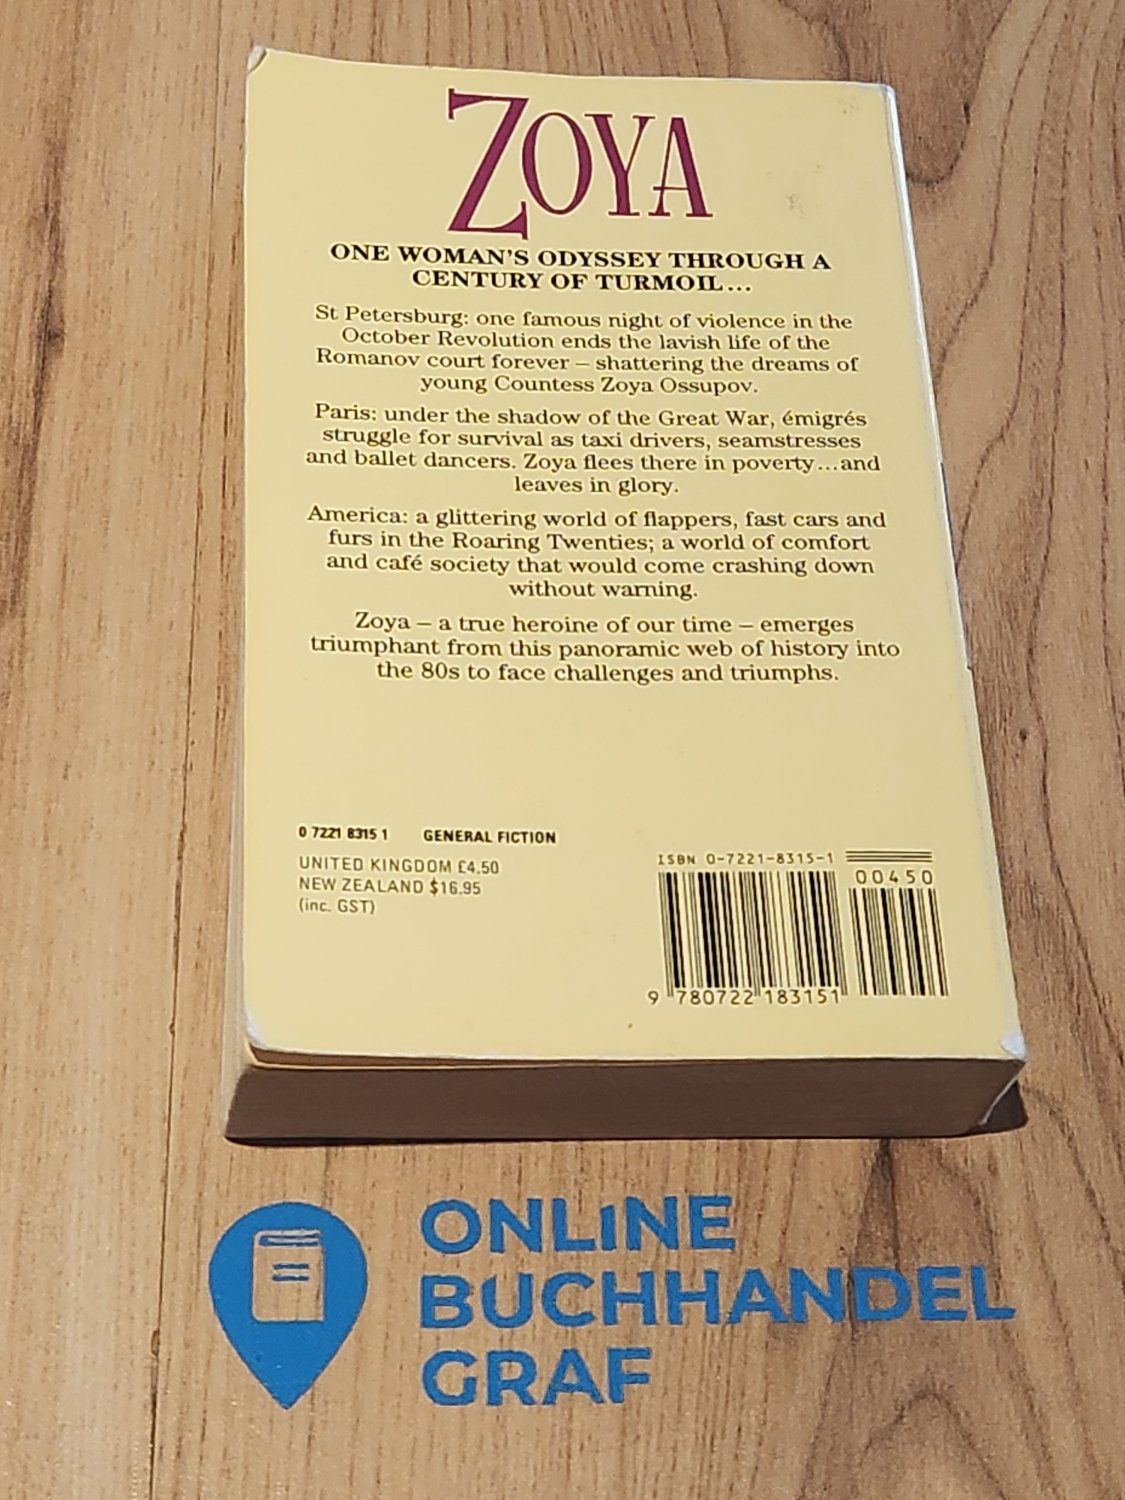 ZOYA
ONE WOMAN'S ODYSSEY THROUGH A
CENTURY OF TURMOIL...
St Petersburg: one famous night of violence in the
October Revolution ends the lavish life of the
Romanov court forever – shattering the dreams of
young Countess Zoya Ossupov.
Paris: under the shadow of the Great War, émigrés
struggle for survival as taxi drivers, seamstresses
and ballet dancers. Zoya flees there in poverty...and
leaves in glory.
America: a glittering world of flappers, fast cars and
furs in the Roaring Twenties; a world of comfort
and café society that would come crashing down
without warning.
Zoya – a true heroine of our time – emerges
triumphant from this panoramic web of history into
the 80s to face challenges and triumphs.
0 7221 8315 1 GENERAL FICTION
UNITED KINGDOM £4.50
NEW ZEALAND $16.95
(inc. GST)
ISBN 0-7221-8315-1
00450
9 780722 183151
ONLINE
BUCHHANDEL
GRAF